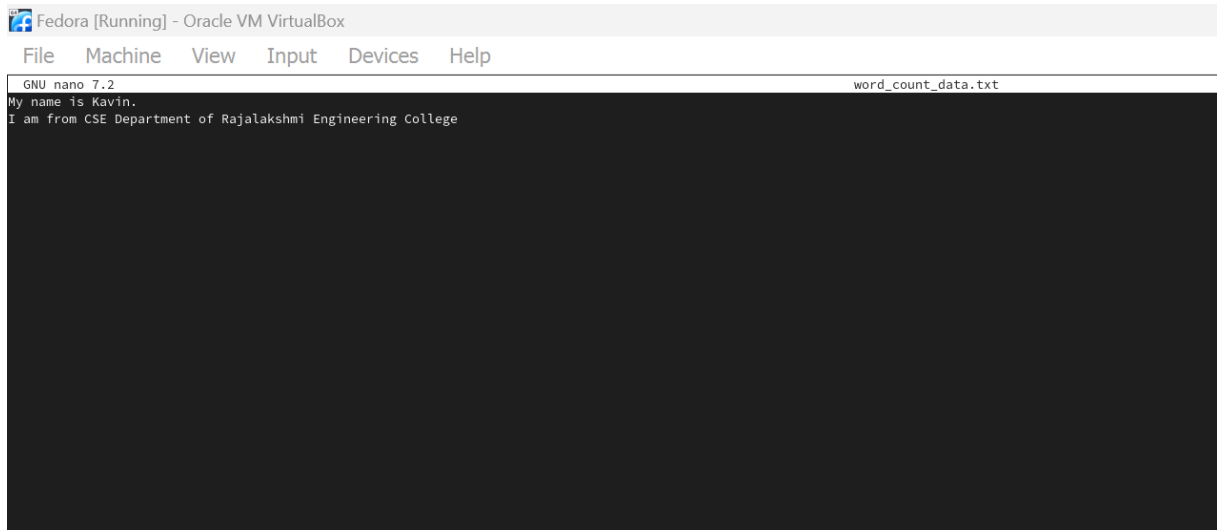 Fedora [Running] - Oracle VM VirtualBox
File Machine View Input Devices Help
GNU nano 7.2 word_count_data.txt
My name is Kavin.
I am from CSE Department of Rajalakshmi Engineering College